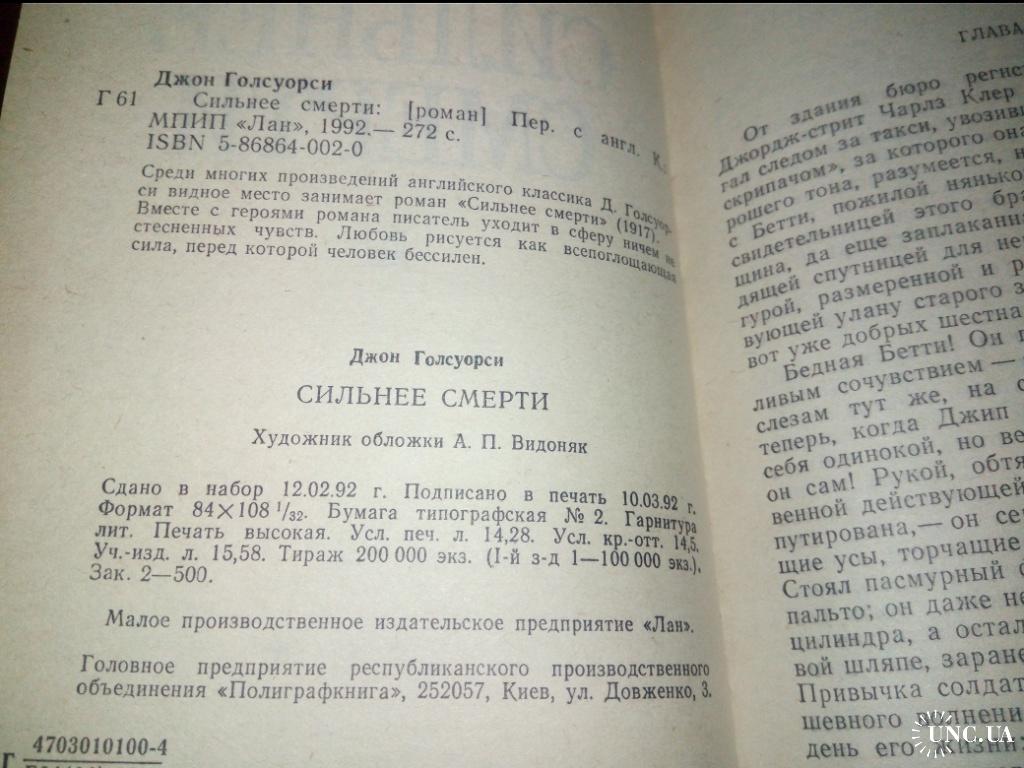 Джон Голсуорси
Г 61 Сильнее смерти: [роман] Пер. с англ. К.:
МПИП «Лан», 1992.— 272 с.
ISBN 5-86864-002-0
Среди многих произведений английского классика Д. Голсуор-
си видное место занимает роман «Сильнее смерти» (1917).
Вместе с героями романа писатель уходит в сферу ничем не
стесненных чувств. Любовь рисуется как всепоглощающая
сила, перед которой человек бессилен.
Джон Голсуорси
СИЛЬНЕЕ СМЕРТИ
Художник обложки А. П. Видоняк
Сдано в набор 12.02.92 г. Подписано в печать 10.03.92 г.
Формат 84×108 1/32. Бумага типографская № 2. Гарнитура
лит. Печать высокая. Усл. печ. л. 14,28. Усл. кр.-отт. 14,5.
Уч.-изд. л. 15,58. Тираж 200 000 экз. (I-й з-д 1—100 000 экз.).
Зак. 2—500.
Малое производственное издательское предприятие «Лан».
Головное предприятие республиканского производственного
объединения «Полиграфкнига», 252057, Киев, ул. Довженко, 3.
Г 4703010100-4
ГЛАВА
От здания бюро регис
Джордж-стрит Чарлз Клер
гал следом за такси, увозивш
скрипачом», за которого она
рошего тона, разумеется, н
с Бетти, пожилой нянько
свидетельницей этого бра
щина, да еще заплаканн
дящей спутницей для нег
гурой, размеренной и р
вующей улану старого з
вот уже добрых шестна
Бедная Бетти! Он п
ливым сочувствием —
слезам тут же, на с
теперь, когда Джип
себя одинокой, но ве
он сам! Рукой, обтя
венной действующей
путирована,— он се
щие усы, торчащие
Стоял пасмурный
пальто; он даже не
цилиндра, а остал
вой шляпе, заране
Привычка солдат
шевного волнени
день его жизни:
UNC.UA